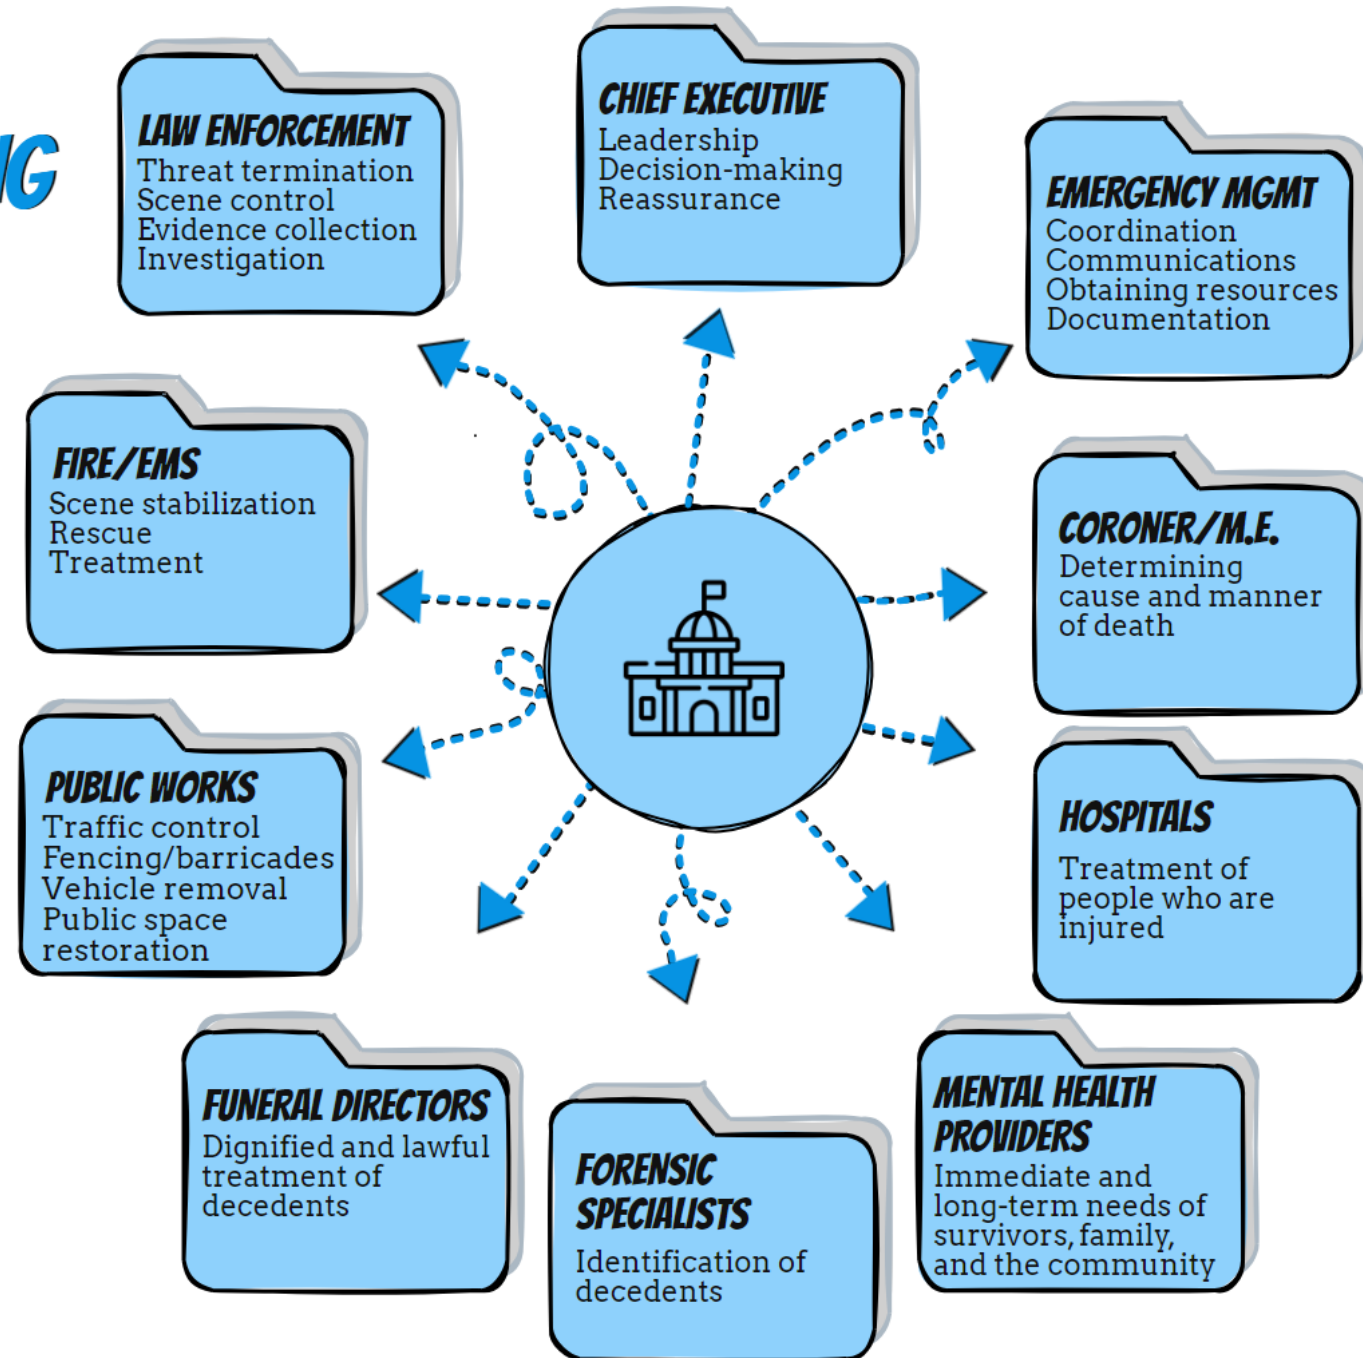 LAW ENFORCEMENT
Threat termination
Scene control
Evidence collection
Investigation
CHIEF EXECUTIVE
Leadership
Decision-making
Reassurance
EMERGENCY MGMT
Coordination
Communications
Obtaining resources
Documentation
FIRE/EMS
Scene stabilization
Rescue
Treatment
CORONER/M.E.
Determining
cause and manner
of death
PUBLIC WORKS
Traffic control
Fencing/barricades
Vehicle removal
Public space
restoration
HOSPITALS
Treatment of
people who are
injured
FUNERAL DIRECTORS
Dignified and lawful
treatment of
decedents
FORENSIC
SPECIALISTS
Identification of
decedents
MENTAL HEALTH
PROVIDERS
Immediate and
long-term needs of
survivors, family,
and the community